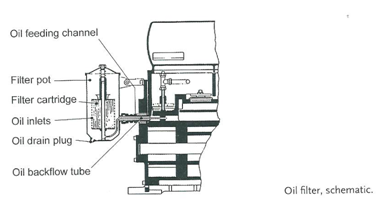 Oil feeding channel
Filter pot
Filter cartridge
Oil inlets
Oil drain plug
Oil backflow tube
Oil filter, schematic.